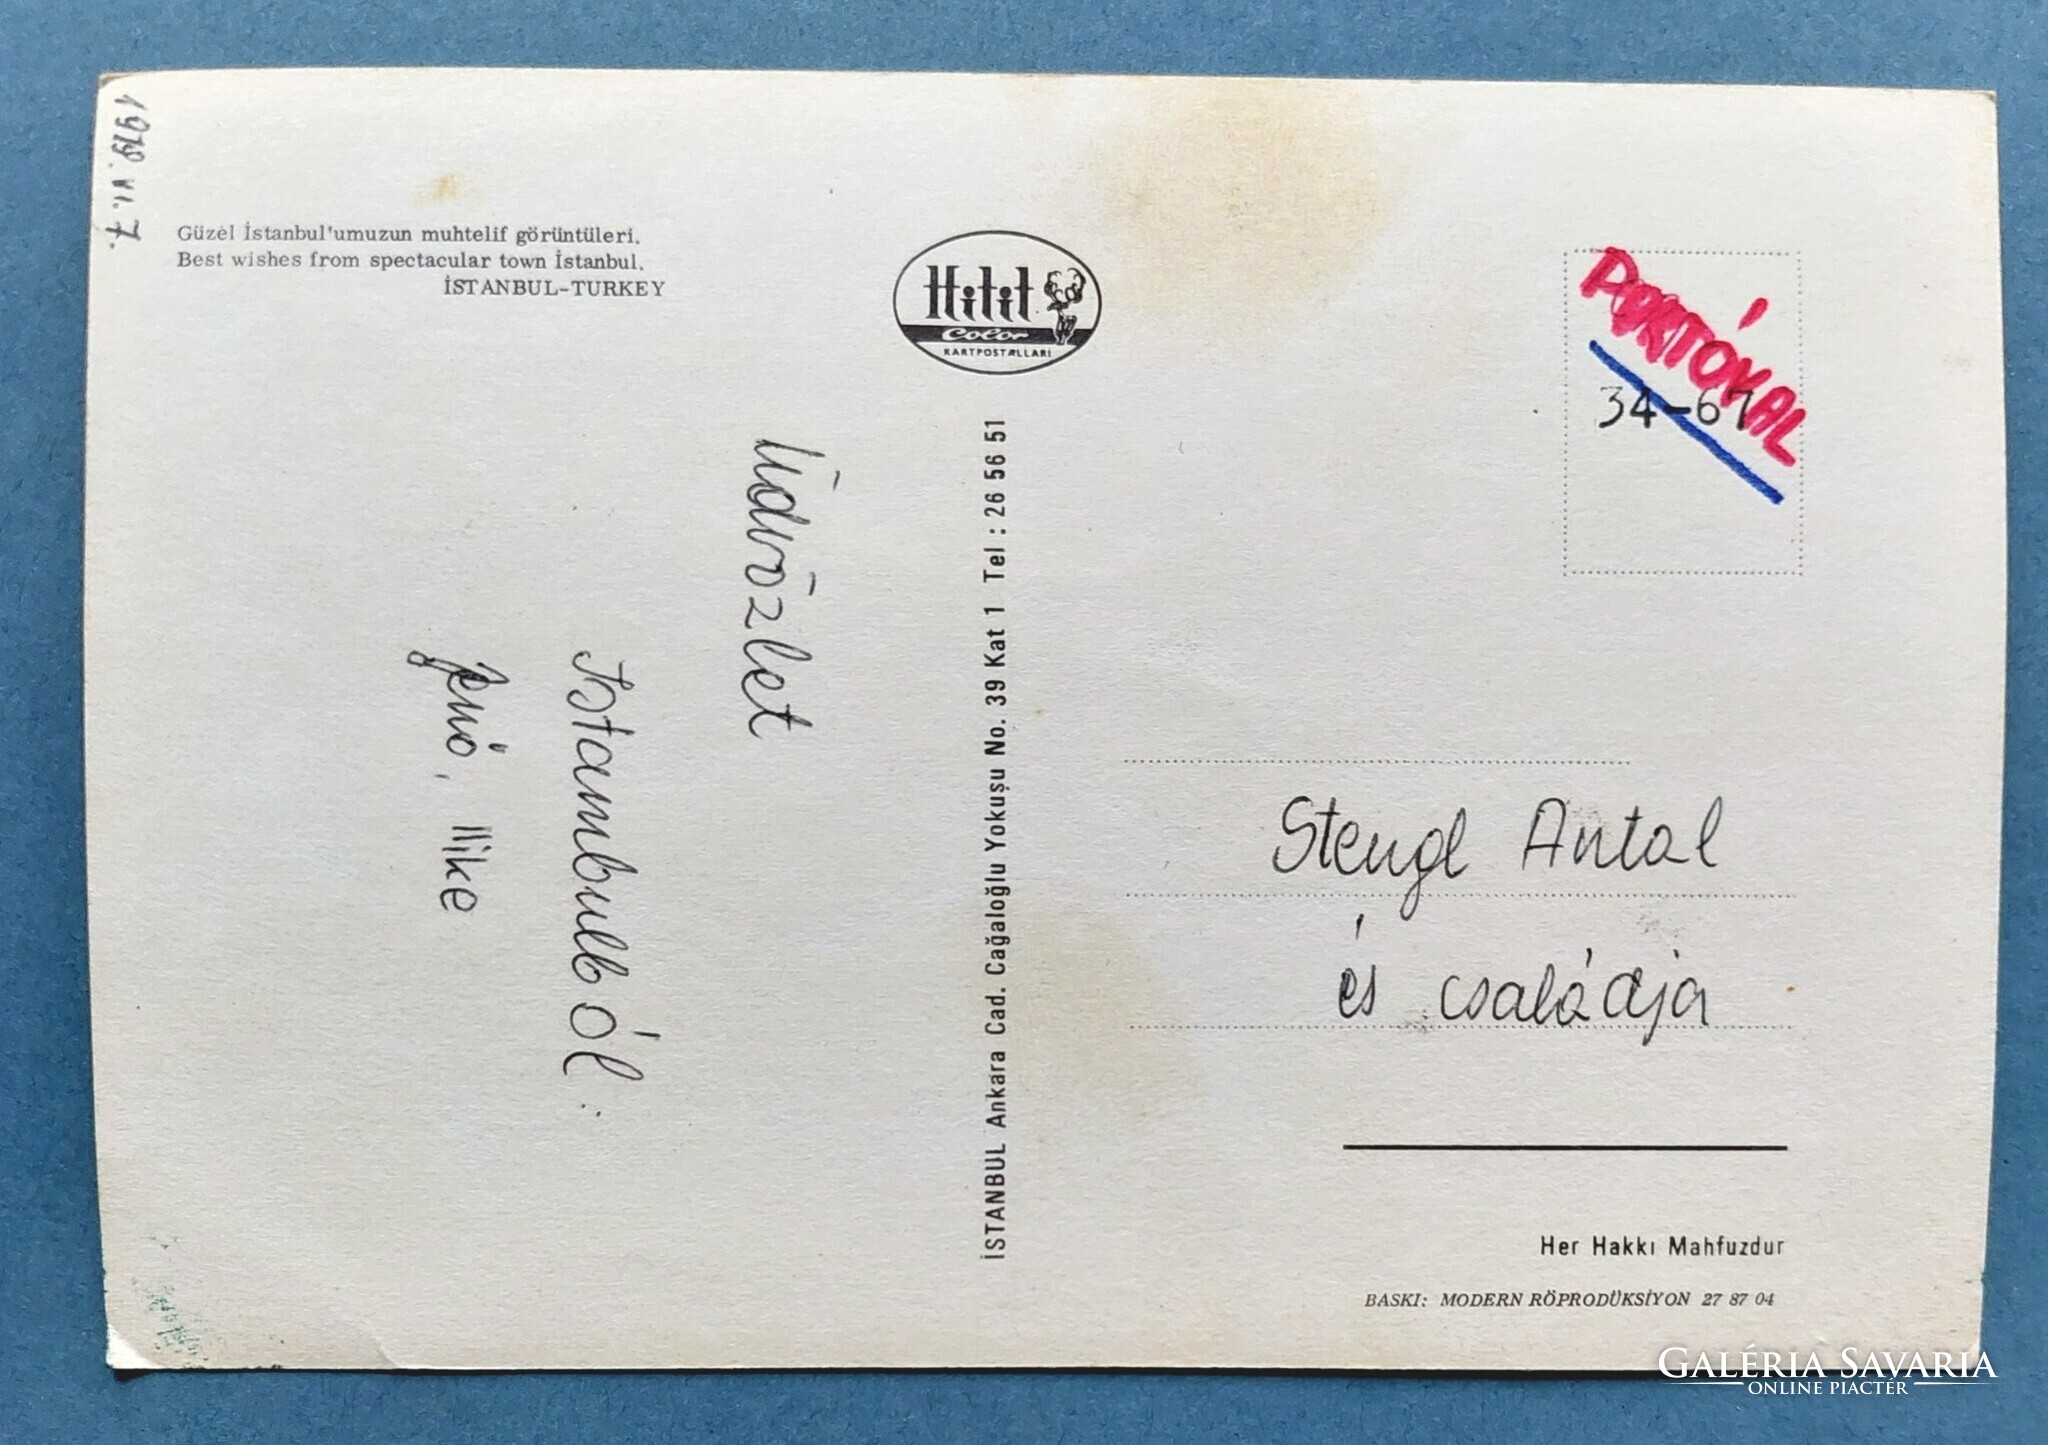 1979. VI. 7.
Güzel İstanbul'umuzun muhtelif görüntüleri.
Best wishes from spectacular town İstanbul.
İSTANBUL-TURKEY
Hitit
Color
KARTPOSTALLARI
PORTÓVAL
34-67
Üdvözlet
Istambulból:
Jenő, Ilike
İSTANBUL Ankara Cad. Cağaloğlu Yokuşu No. 39 Kat 1 Tel : 26 56 51
Stengl Antal
és családja
Her Hakkı Mahfuzdur
BASKI: MODERN RÖPRODÜKSİYON 27 87 04
GALÉRIA SAVARIA
ONLINE PIACTÉR